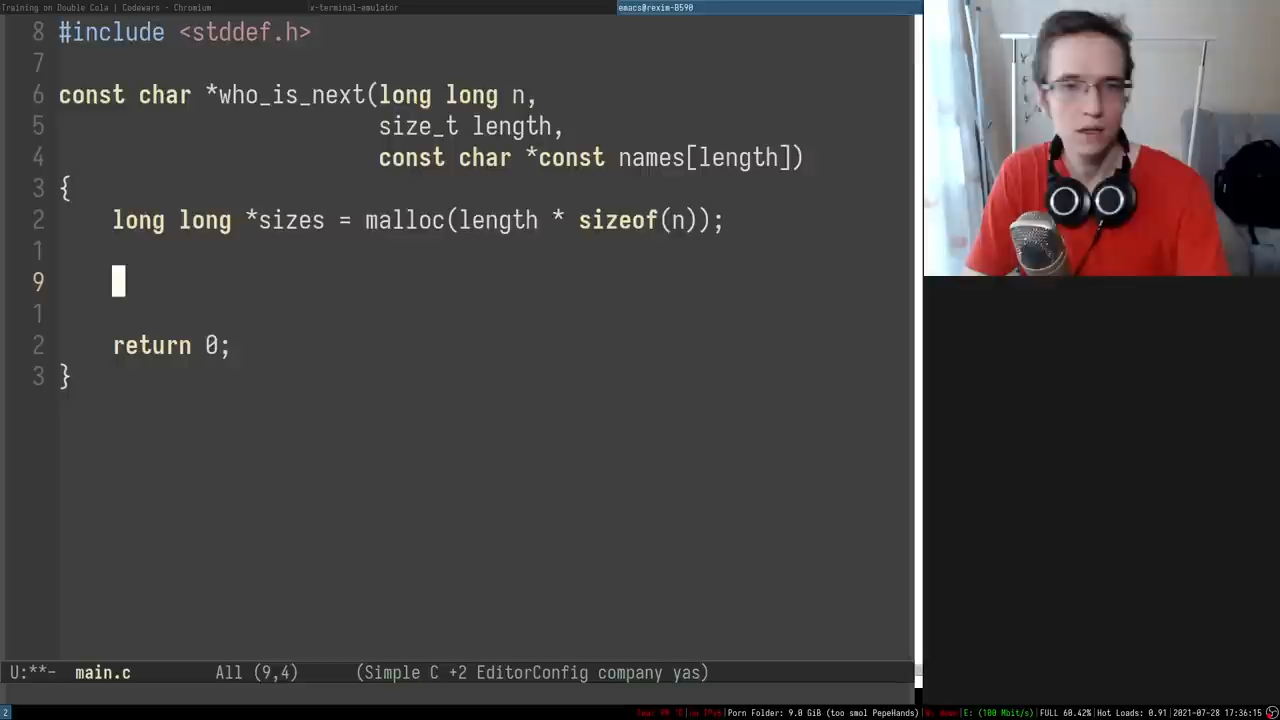 Training on Double Cola | Codewars - Chromium
x-terminal-emulator
emacs@rexim-B590
8 #include <stddef.h>
7
6 const char *who_is_next(long long n,
5 size_t length,
4 const char *const names[length])
3 {
2 long long *sizes = malloc(length * sizeof(n));
1
9
1
2 return 0;
3 }
U:**- main.c All (9,4) (Simple C +2 EditorConfig company yas)
2
Porn Folder: 9.0 GiB (too smol PepeHands)
E: (100 Mbit/s)
FULL 60.42%
Hot Loads: 0.91
2021-07-28 17:36:15